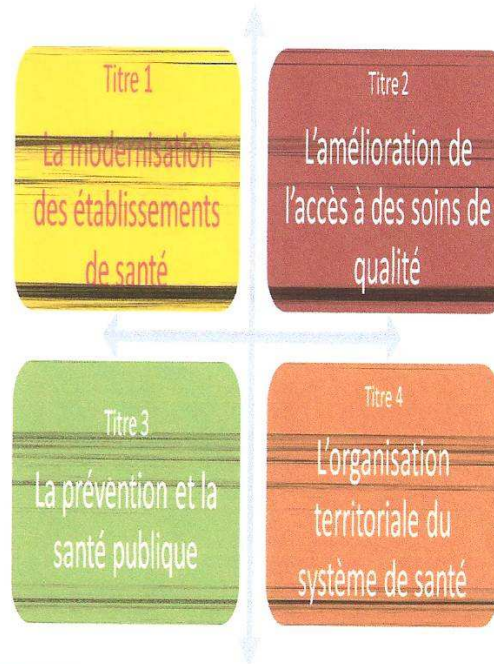 Titre 1
La modernisation
des établissements
de santé
Titre 2
L'amélioration de
l'accès à des soins de
qualité
Titre 3
La prévention et la
santé publique
Titre 4
L'organisation
territoriale du
système de santé